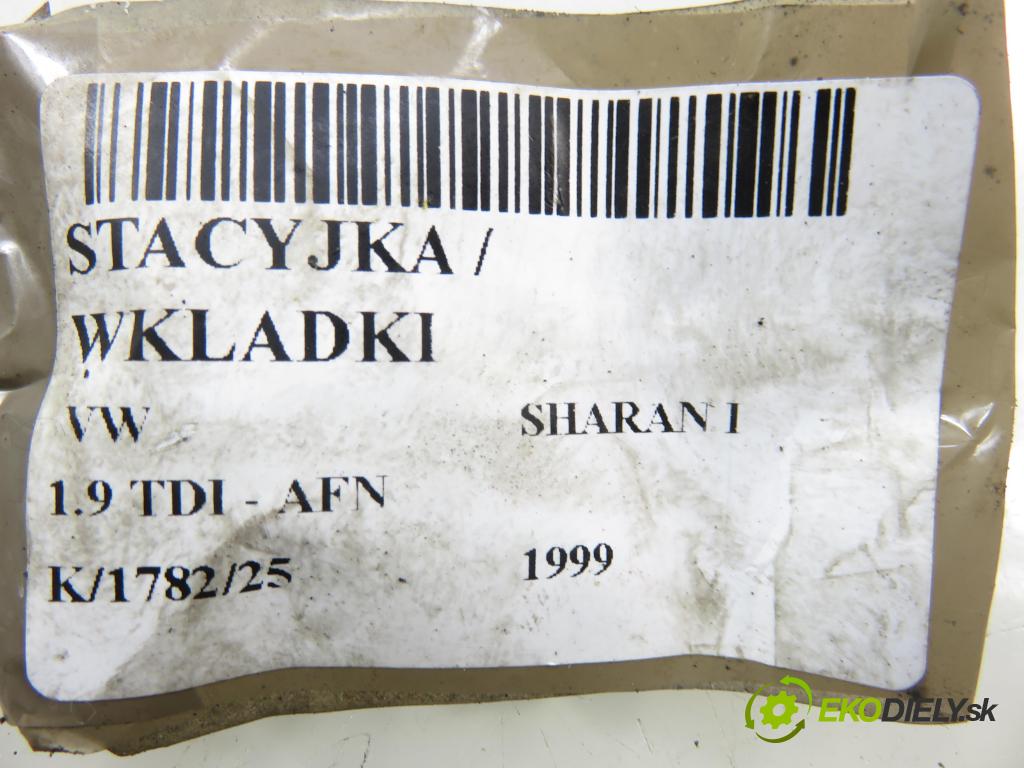 STACYJKA /
WKLADKI
VW SHARAN I
1.9 TDI - AFN
K/1782/25 1999
EKODIELY.sk